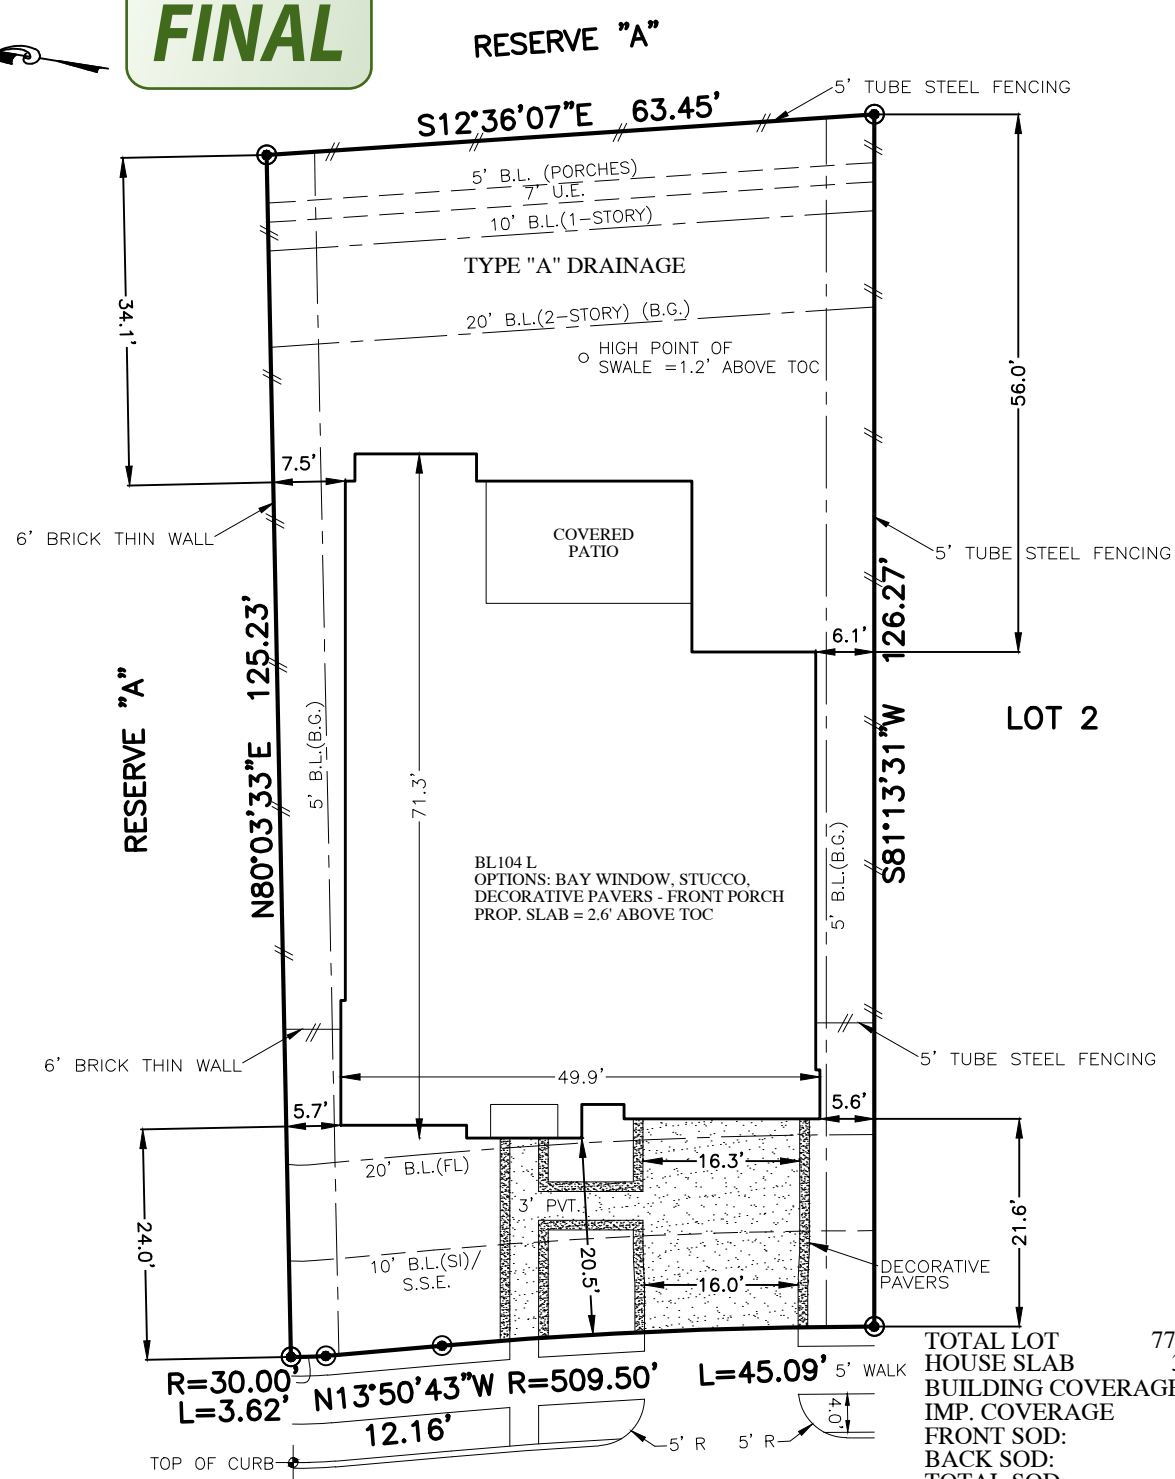 FINAL
RESERVE "A"
5' TUBE STEEL FENCING
S12°36'07"E 63.45'
5' B.L. (PORCHES)
7' U.E.
10' B.L.(1-STORY)
TYPE "A" DRAINAGE
34.1'
20' B.L.(2-STORY) (B.G.)
HIGH POINT OF
SWALE =1.2' ABOVE TOC
56.0'
7.5'
6' BRICK THIN WALL
COVERED
PATIO
5' TUBE STEEL FENCING
N80°03'33"E 125.23'
S81°13'31"W 126.27'
6.1'
RESERVE "A"
5' B.L.(B.G.)
LOT 2
71.3'
BL104 L
OPTIONS: BAY WINDOW, STUCCO,
DECORATIVE PAVERS - FRONT PORCH
PROP. SLAB = 2.6' ABOVE TOC
5' B.L.(B.G.)
6' BRICK THIN WALL
5' TUBE STEEL FENCING
49.9'
5.7'
5.6'
20' B.L.(FL)
16.3'
3' PVT.
24.0'
20.5'
21.6'
10' B.L.(SI)/
S.S.E.
16.0'
DECORATIVE
PAVERS
R=30.00'
L=3.62'
N13°50'43"W
12.16'
R=509.50'
L=45.09'
5' WALK
4.0'
5' R
5' R
TOP OF CURB
TOTAL LOT 77
HOUSE SLAB
BUILDING COVERAGE
IMP. COVERAGE
FRONT SOD:
BACK SOD:
TOTAL SOD